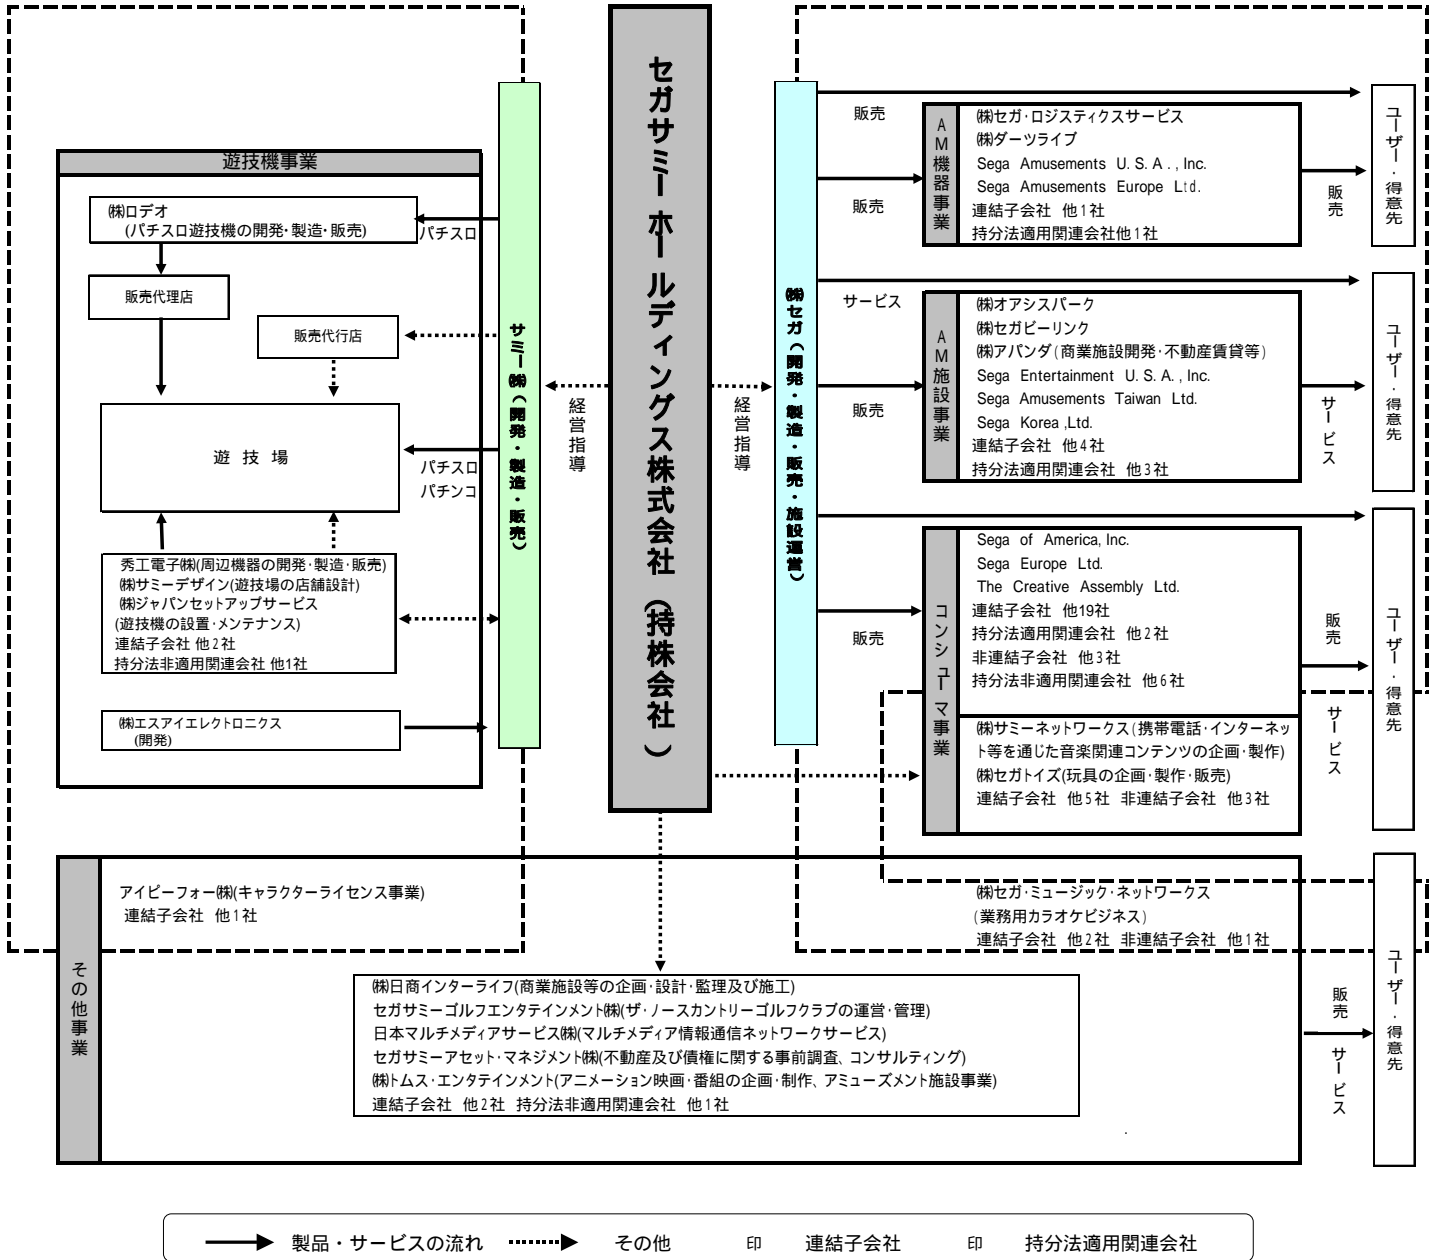 セガサミーホールディングス株式会社（持株会社）
遊技機事業
㈱ロデオ
(パチスロ遊技機の開発・製造・販売)
パチスロ
販売代理店
販売代行店
遊 技 場
パチスロ
パチンコ
秀工電子㈱(周辺機器の開発・製造・販売)
㈱サミーデザイン(遊技場の店舗設計)
㈱ジャパンセットアップサービス
(遊技機の設置・メンテナンス)
連結子会社 他2社
持分法非適用関連会社 他1社
㈱エスアイエレクトロニクス
(開発)
サミー㈱（開発・製造・販売）
経営指導
経営指導
㈱セガ（開発・製造・販売・施設運営）
販売
販売
AM機器事業
㈱セガ・ロジスティクスサービス
㈱ダーツライブ
Sega Amusements U. S. A . , Inc.
Sega Amusements Europe Ltd.
連結子会社 他1社
持分法適用関連会社他1社
販売
ユーザー・得意先
サービス
販売
AM施設事業
㈱オアシスパーク
㈱セガビーリンク
㈱アパンダ(商業施設開発・不動産賃貸等)
Sega Entertainment U. S. A. , Inc.
Sega Amusements Taiwan Ltd.
Sega Korea ,Ltd.
連結子会社 他4社
持分法適用関連会社 他3社
サービス
ユーザー・得意先
販売
コンシューマ事業
Sega of America, Inc.
Sega Europe Ltd.
The Creative Assembly Ltd.
連結子会社 他19社
持分法適用関連会社 他2社
非連結子会社 他3社
持分法非適用関連会社 他6社
㈱サミーネットワークス(携帯電話・インターネッ
ト等を通じた音楽関連コンテンツの企画・製作)
㈱セガトイズ(玩具の企画・製作・販売)
連結子会社 他5社 非連結子会社 他3社
販売
サービス
ユーザー・得意先
その他事業
アイピーフォー㈱(キャラクターライセンス事業)
連結子会社 他1社
㈱セガ・ミュージック・ネットワークス
(業務用カラオケビジネス)
連結子会社 他2社 非連結子会社 他1社
㈱日商インターライフ(商業施設等の企画・設計・監理及び施工)
セガサミーゴルフエンタテインメント㈱(ザ・ノースカントリーゴルフクラブの運営・管理)
日本マルチメディアサービス㈱(マルチメディア情報通信ネットワークサービス)
セガサミーアセット・マネジメント㈱(不動産及び債権に関する事前調査、コンサルティング)
㈱トムス・エンタテインメント(アニメーション映画・番組の企画・制作、アミューズメント施設事業)
連結子会社 他2社 持分法非適用関連会社 他1社
販売
サービス
ユーザー・得意先
製品・サービスの流れ その他 印 連結子会社 印 持分法適用関連会社